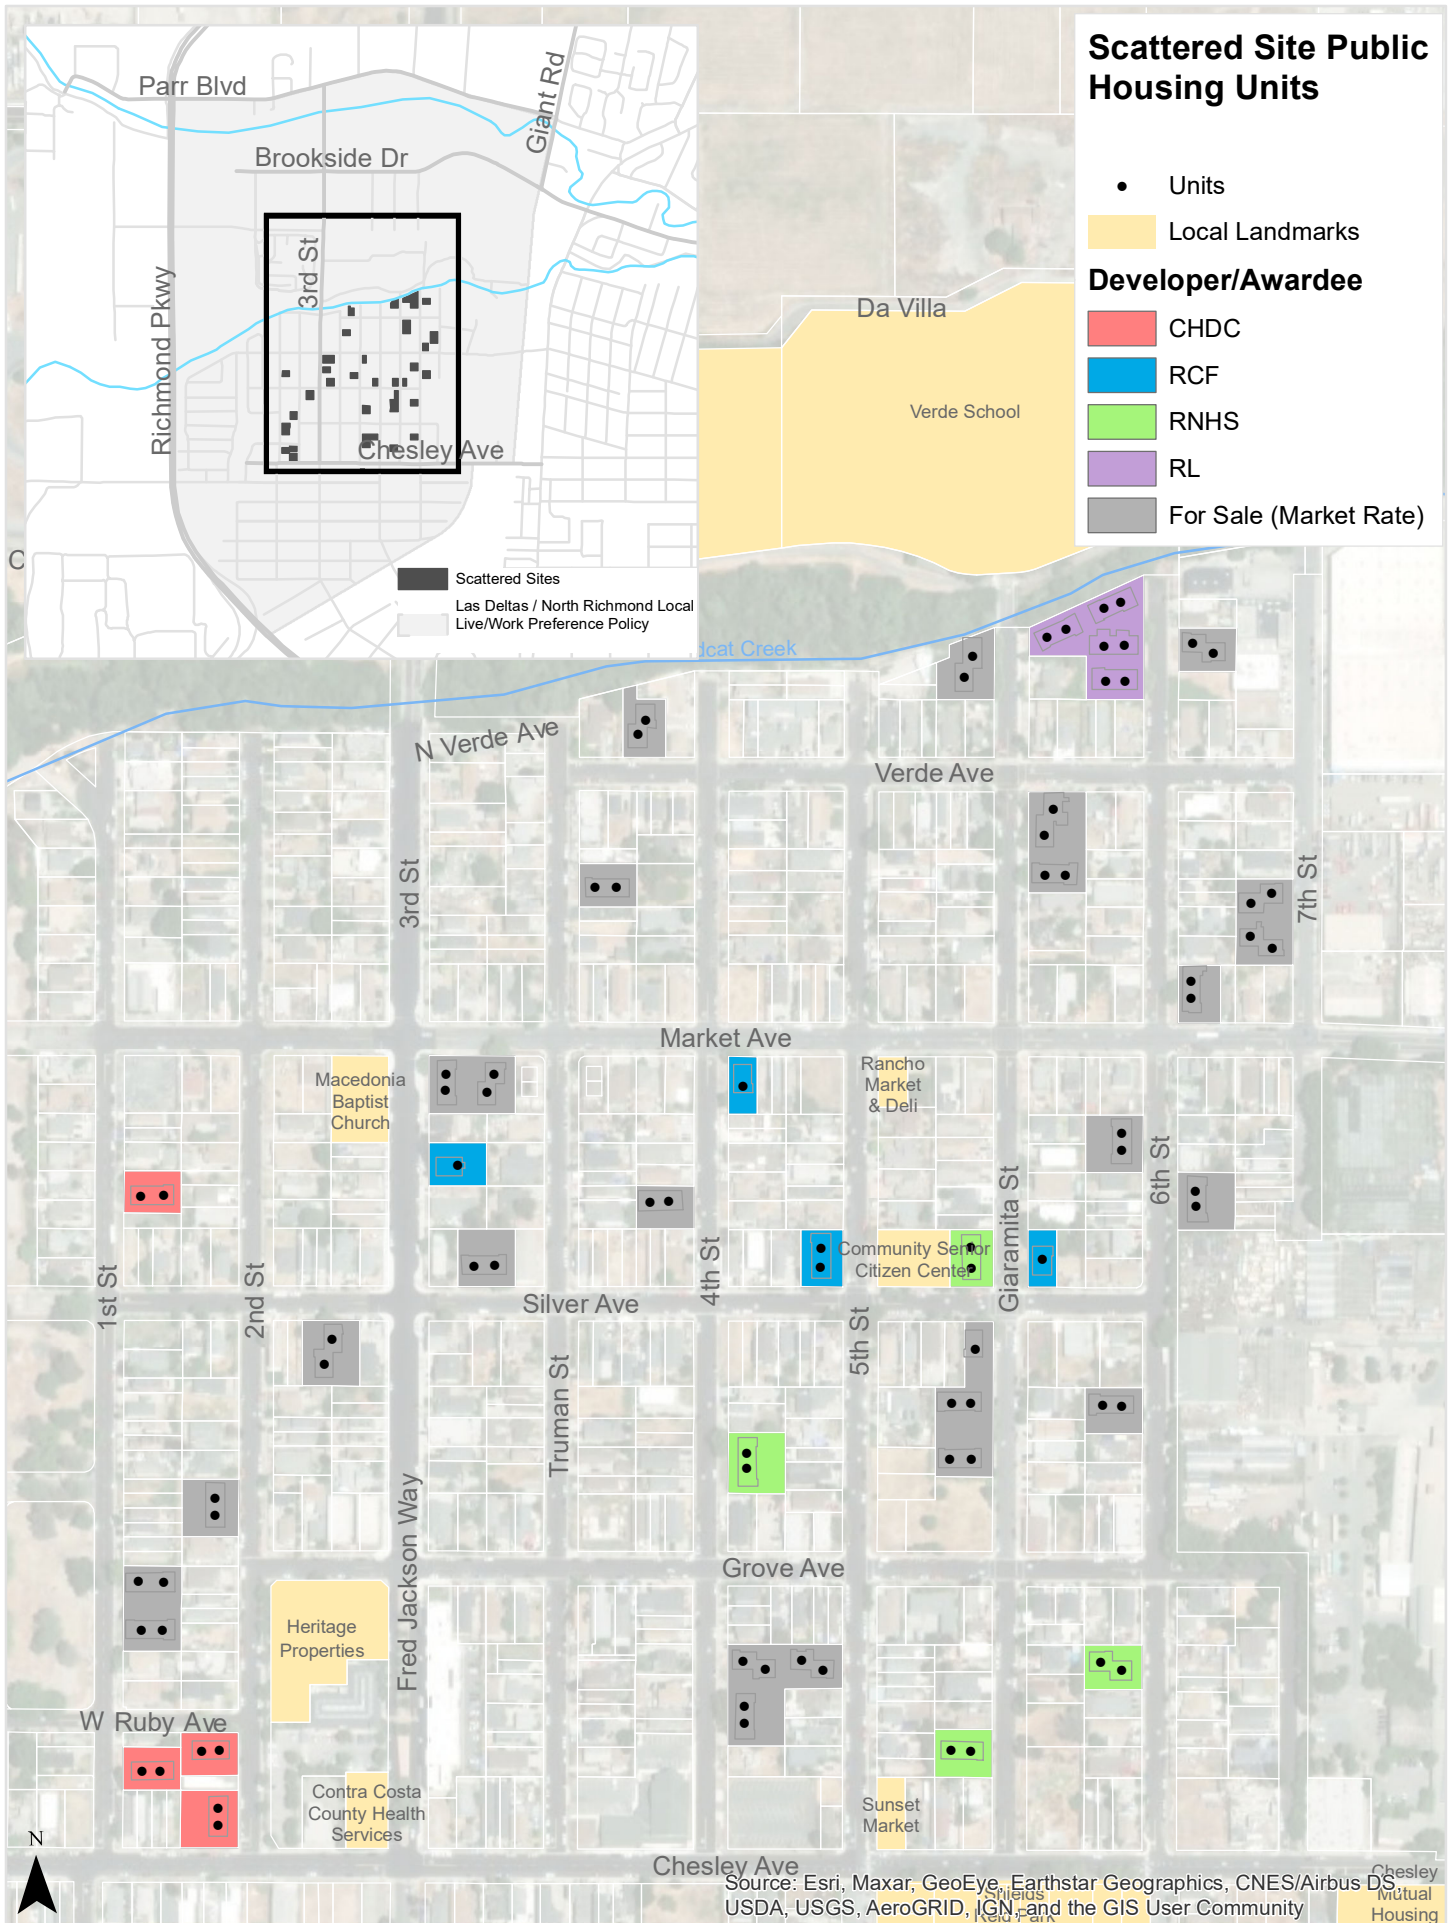 Scattered Site Public
Housing Units
Units
Local Landmarks
Developer/Awardee
CHDC
RCF
RNHS
RL
For Sale (Market Rate)
Parr Blvd
Giant Rd
Brookside Dr
3rd St
Richmond Pkwy
Chesley Ave
Scattered Sites
Las Deltas / North Richmond Local
Live/Work Preference Policy
Da Villa
Verde School
C
dcat Creek
N Verde Ave
Verde Ave
3rd St
7th St
Market Ave
Macedonia
Baptist
Church
Rancho
Market
& Deli
6th St
Giaramita St
Community Senior
Citizen Center
4th St
1st St
2nd St
Silver Ave
5th St
Truman St
Fred Jackson Way
Grove Ave
Heritage
Properties
W Ruby Ave
Contra Costa
County Health
Services
Sunset
Market
N
Chesley Ave
Chesley
Mutual
Housing
Shields
Reid Park
Source: Esri, Maxar, GeoEye, Earthstar Geographics, CNES/Airbus DS,
USDA, USGS, AeroGRID, IGN, and the GIS User Community